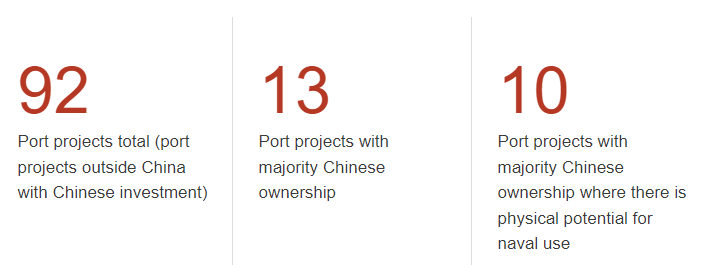 92
Port projects total (port
projects outside China
with Chinese investment)
13
Port projects with
majority Chinese
ownership
10
Port projects with
majority Chinese
ownership where there is
physical potential for
naval use